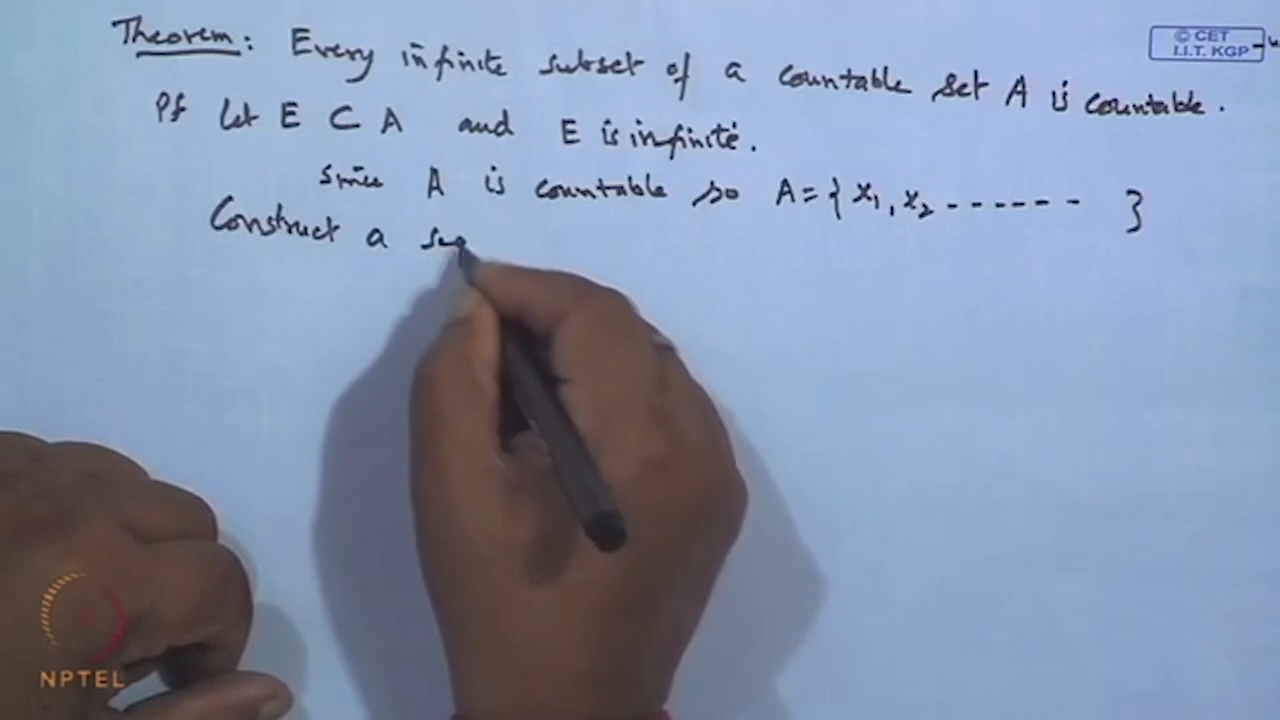 Theorem: Every infinite subset of a countable set A is countable.
© CET
I.I.T. KGP
Pf Let E ⊂ A and E is infinite.
Since A is countable so A = { x₁, x₂ ------ }
Construct a seq
NPTEL